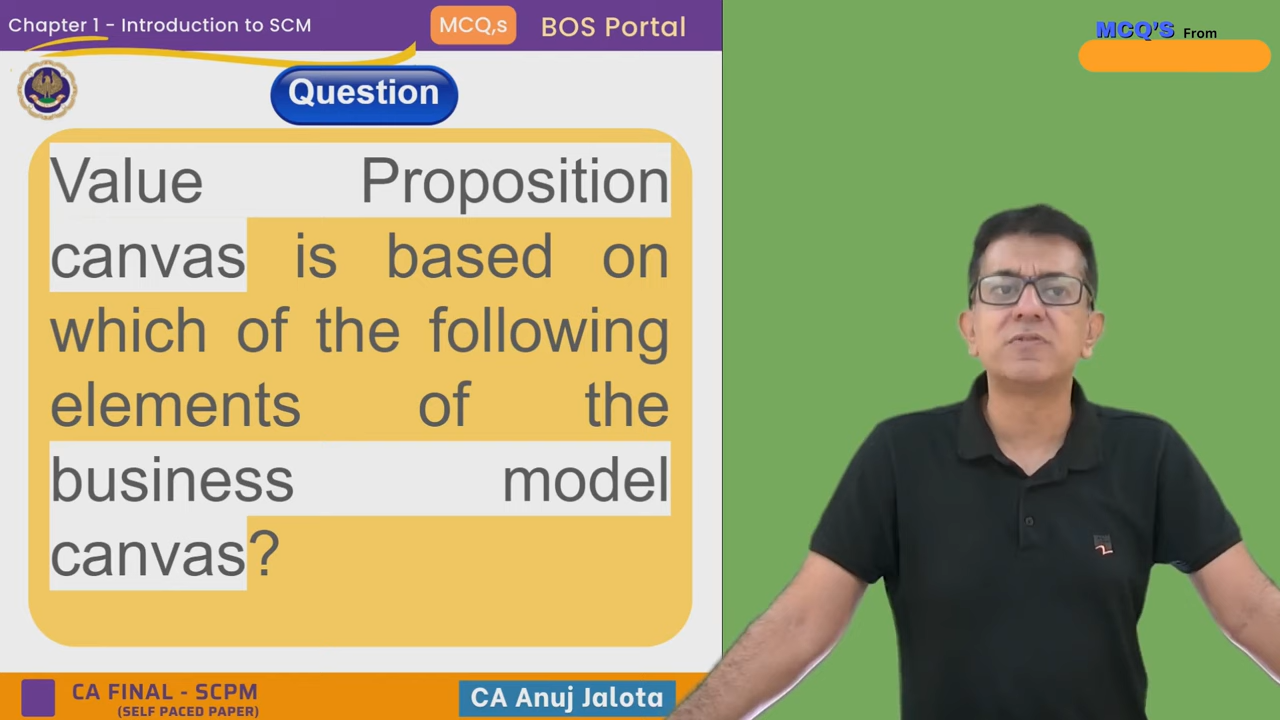 Chapter 1 - Introduction to SCM
MCQ,s
BOS Portal
MCQ'S From
Question
Value Proposition
canvas is based on
which of the following
elements of the
business model
canvas?
CA FINAL - SCPM
(SELF PACED PAPER)
CA Anuj Jalota